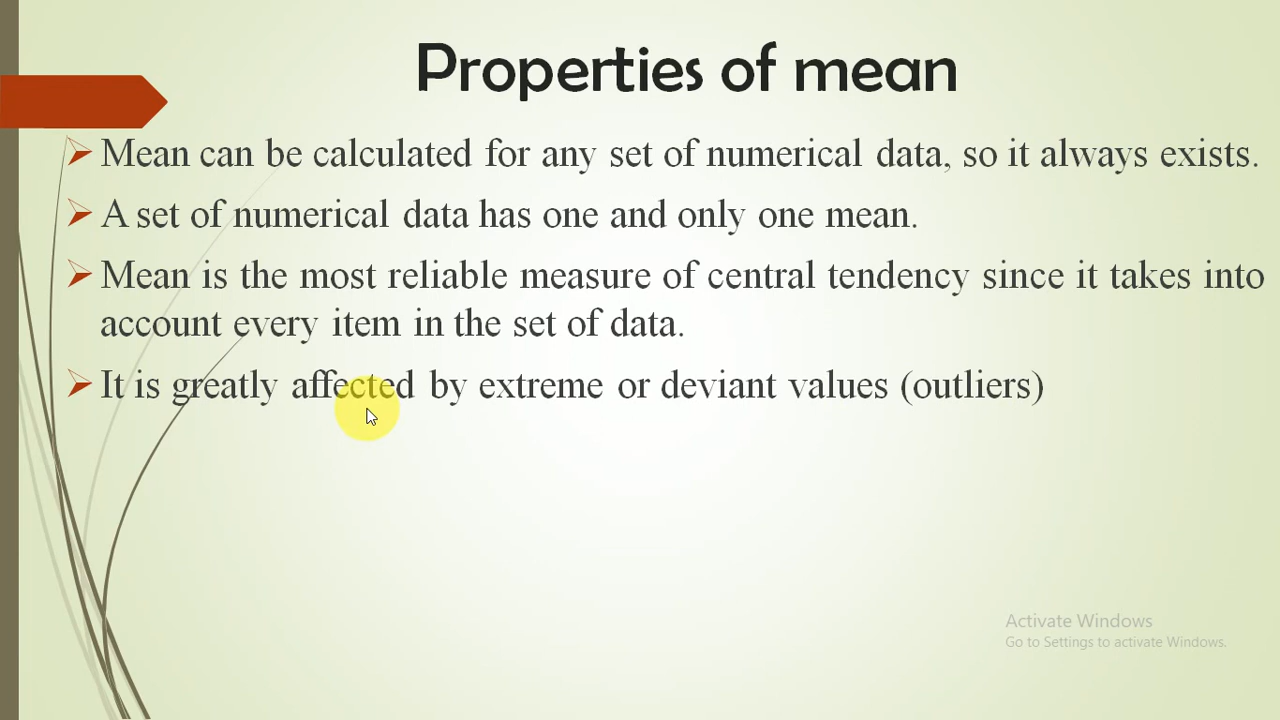 Properties of mean
Mean can be calculated for any set of numerical data, so it always exists.
A set of numerical data has one and only one mean.
Mean is the most reliable measure of central tendency since it takes into
account every item in the set of data.
It is greatly affected by extreme or deviant values (outliers)
Activate Windows
Go to Settings to activate Windows.